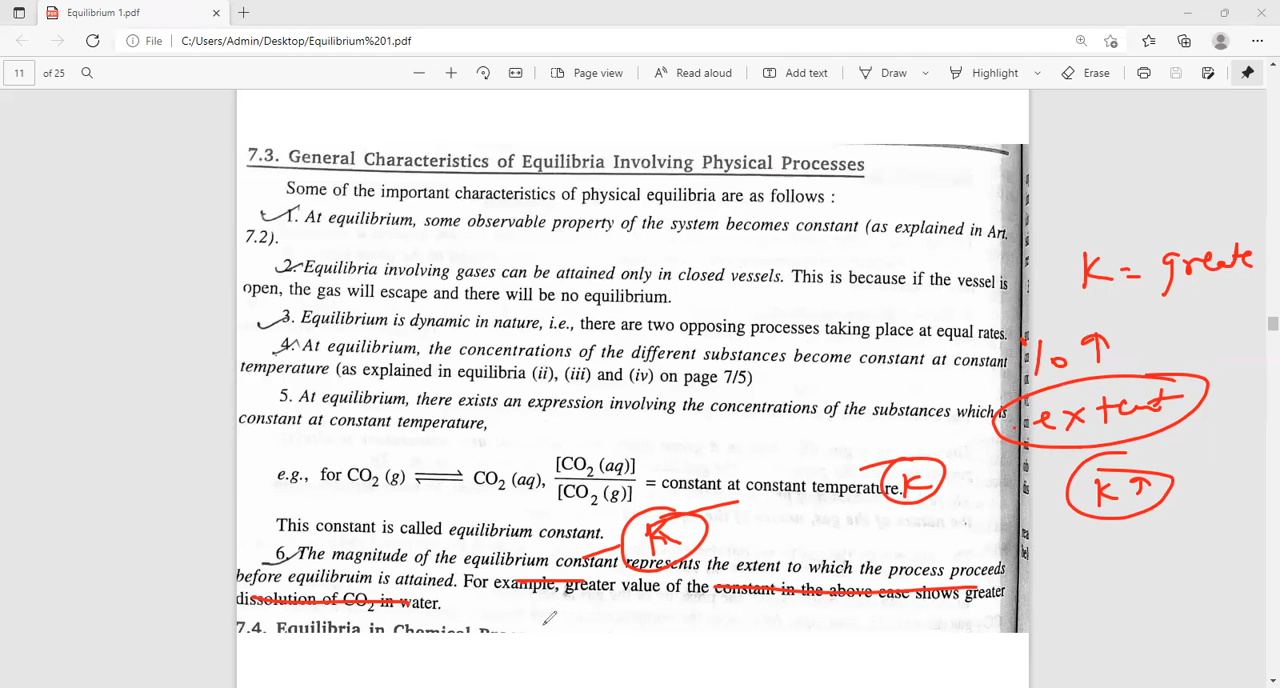 Equilibrium 1.pdf
File C:/Users/Admin/Desktop/Equilibrium%201.pdf
11 of 25 Page view Read aloud Add text Draw Highlight Erase
7.3. General Characteristics of Equilibria Involving Physical Processes
Some of the important characteristics of physical equilibria are as follows :
1. At equilibrium, some observable property of the system becomes constant (as explained in Art.
7.2).
2. Equilibria involving gases can be attained only in closed vessels. This is because if the vessel is
open, the gas will escape and there will be no equilibrium.
3. Equilibrium is dynamic in nature, i.e., there are two opposing processes taking place at equal rates.
4. At equilibrium, the concentrations of the different substances become constant at constant
temperature (as explained in equilibria (ii), (iii) and (iv) on page 7/5)
5. At equilibrium, there exists an expression involving the concentrations of the substances which is
constant at constant temperature,
e.g., for CO₂ (g) ⇌ CO₂ (aq), [CO₂ (aq)] / [CO₂ (g)] = constant at constant temperature. K
This constant is called equilibrium constant.
K
6. The magnitude of the equilibrium constant represents the extent to which the process proceeds
before equilibruim is attained. For example, greater value of the constant in the above case shows greater
dissolution of CO₂ in water.
7.4. Equilibria in Chemical
K = greate
% ↑
extent
K ↑